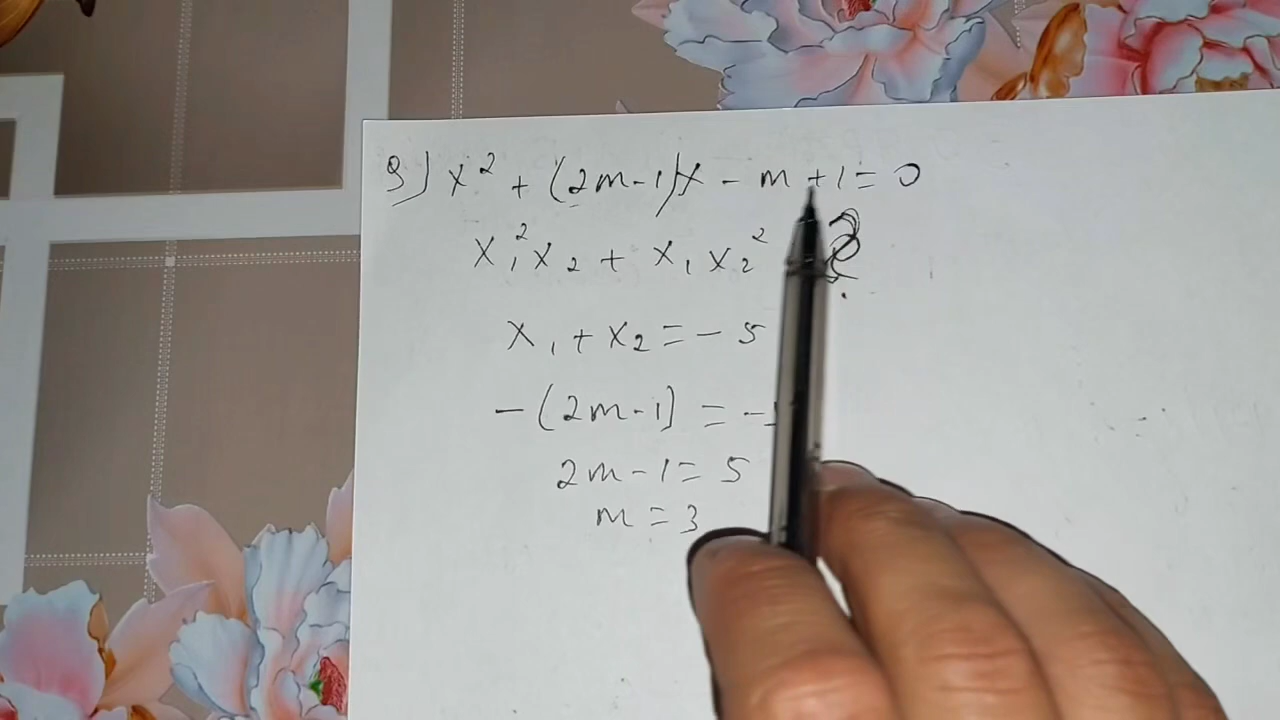 9) x² + (2m-1)x - m + 1 = 0
x₁²x₂ + x₁x₂² ?
x₁ + x₂ = -5
-(2m-1) = -
2m-1 = 5
m = 3